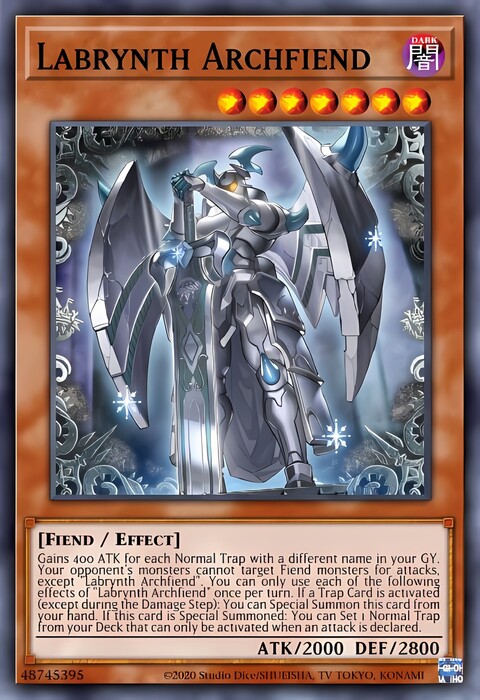 LABRYNTH ARCHFIEND
DARK
闇
[FIEND / EFFECT]
Gains 400 ATK for each Normal Trap with a different name in your GY.
Your opponent's monsters cannot target Fiend monsters for attacks,
except "Labrynth Archfiend". You can only use each of the following
effects of "Labrynth Archfiend" once per turn. If a Trap Card is activated
(except during the Damage Step): You can Special Summon this card from
your hand. If this card is Special Summoned: You can Set 1 Normal Trap
from your Deck that can only be activated when an attack is declared.
ATK/2000 DEF/2800
48745395
©2020 Studio Dice/SHUEISHA, TV TOKYO, KONAMI